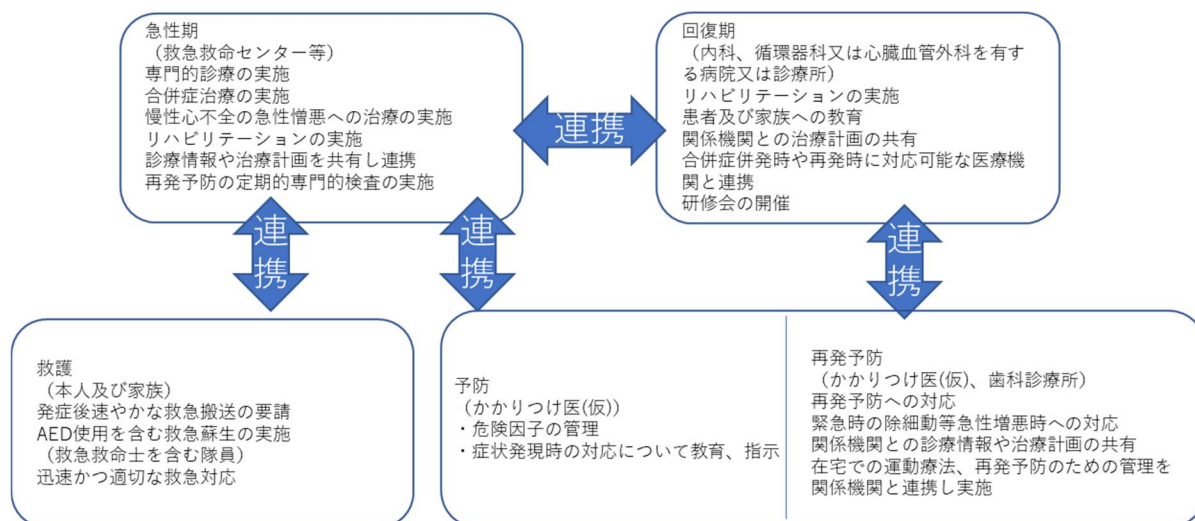 急性期
（救急救命センター等）
専門的診療の実施
合併症治療の実施
慢性心不全の急性憎悪への治療の実施
リハビリテーションの実施
診療情報や治療計画を共有し連携
再発予防の定期的専門的検査の実施
連携
回復期
（内科、循環器科又は心臓血管外科を有す
る病院又は診療所）
リハビリテーションの実施
患者及び家族への教育
関係機関との治療計画の共有
合併症併発時や再発時に対応可能な医療機
関と連携
研修会の開催
連携
連携
連携
救護
（本人及び家族）
発症後速やかな救急搬送の要請
AED使用を含む救急蘇生の実施
（救急救命士を含む隊員）
迅速かつ適切な救急対応
予防
（かかりつけ医(仮)）
・危険因子の管理
・症状発現時の対応について教育、指示
再発予防
（かかりつけ医(仮)、歯科診療所）
再発予防への対応
緊急時の除細動等急性増悪時への対応
関係機関との診療情報や治療計画の共有
在宅での運動療法、再発予防のための管理を
関係機関と連携し実施